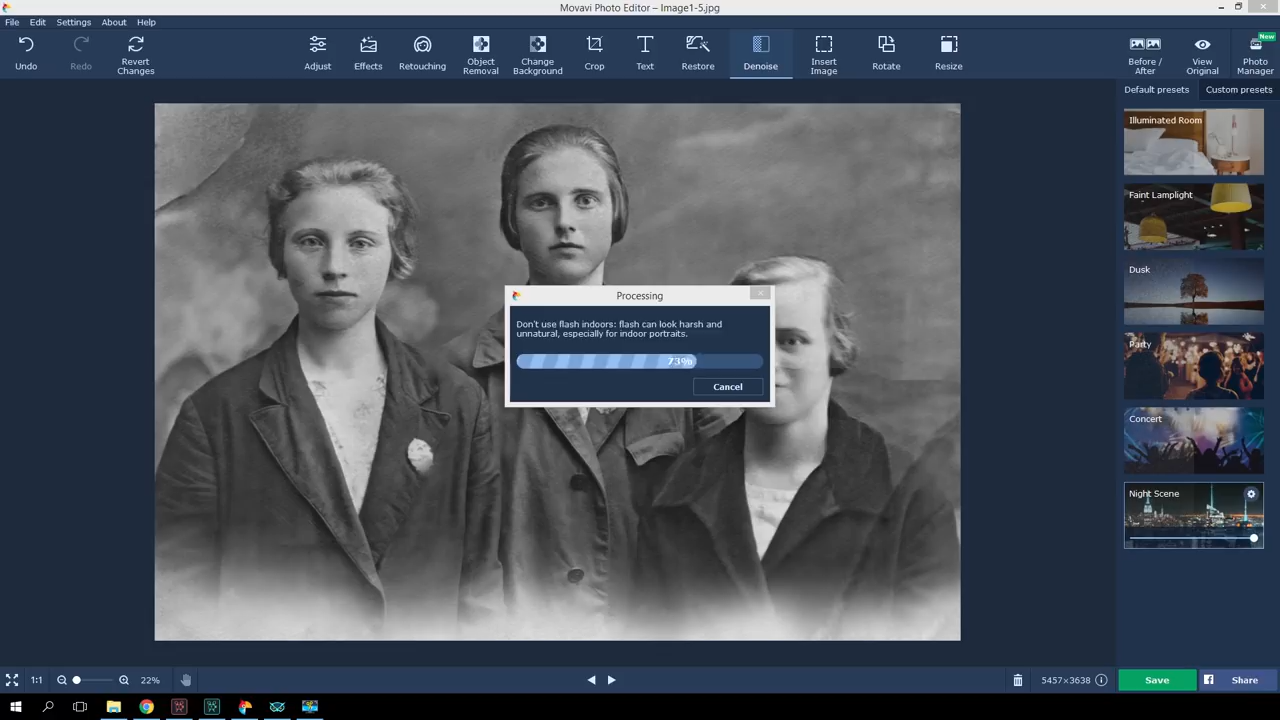 Movavi Photo Editor – Image1-5.jpg
File Edit Settings About Help
Undo
Redo
Revert
Changes
Adjust
Effects
Retouching
Object
Removal
Change
Background
Crop
Text
Restore
Denoise
Insert
Image
Rotate
Resize
Before /
After
View
Original
New
Photo
Manager
Default presets
Custom presets
Illuminated Room
Faint Lamplight
Dusk
Party
Concert
Night Scene
Processing
Don't use flash indoors: flash can look harsh and
unnatural, especially for indoor portraits.
73%
Cancel
1:1
22%
5457×3638
Save
Share